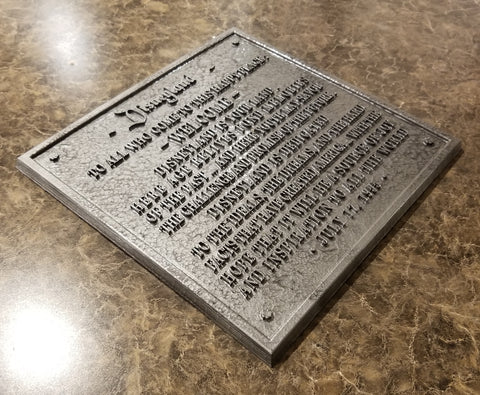 - Disneyland -
TO ALL WHO COME TO THIS HAPPY PLACE:
- WELCOME -
DISNEYLAND IS YOUR LAND. HERE
AGE RELIVES FOND MEMORIES
OF THE PAST ... AND HERE YOUTH MAY SAVOR
THE CHALLENGE AND PROMISE OF THE FUTURE.
DISNEYLAND IS DEDICATED
TO THE IDEALS, THE DREAMS, AND THE HARD
FACTS THAT HAVE CREATED AMERICA ... WITH THE
HOPE THAT IT WILL BE A SOURCE OF JOY
AND INSPIRATION TO ALL THE WORLD.
- JULY 17, 1955 -